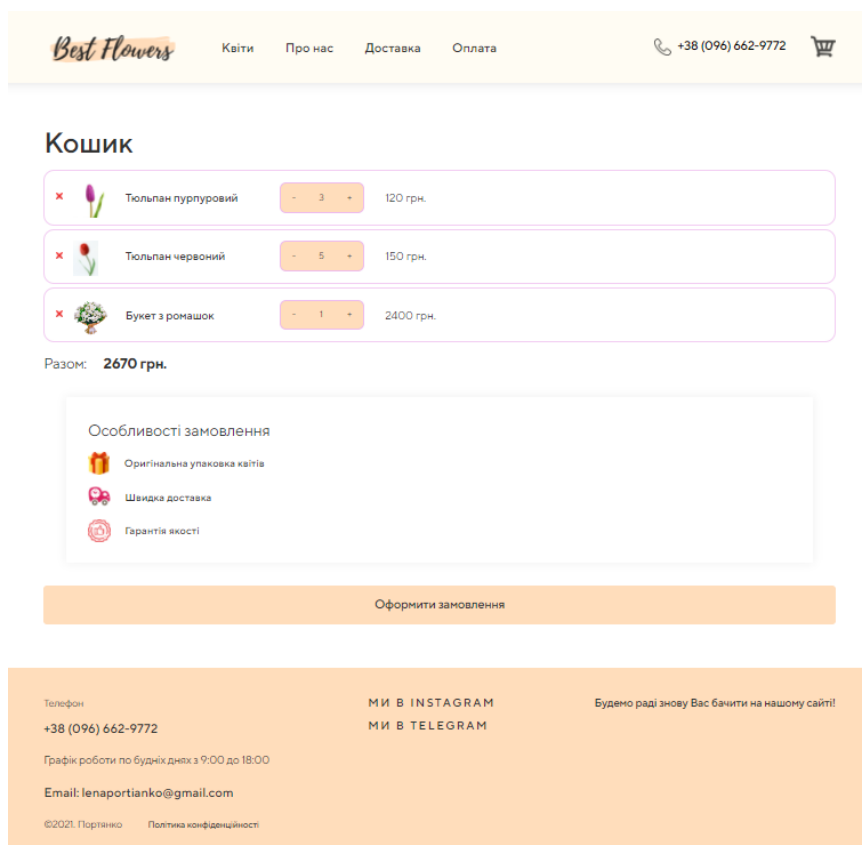 Best Flowers Квіти Про нас Доставка Оплата +38 (096) 662-9772
Кошик
Тюльпан пурпуровий - 3 + 120 грн.
Тюльпан червоний - 5 + 150 грн.
Букет з ромашок - 1 + 2400 грн.
Разом: 2670 грн.
Особливості замовлення
Оригінальна упаковка квітів
Швидка доставка
Гарантія якості
Оформити замовлення
Телефон
+38 (096) 662-9772
Графік роботи по будніх днях з 9:00 до 18:00
Email: lenaportianko@gmail.com
©2021. Портянко Політика конфіденційності
МИ В INSTAGRAM
МИ В TELEGRAM
Будемо раді знову Вас бачити на нашому сайті!